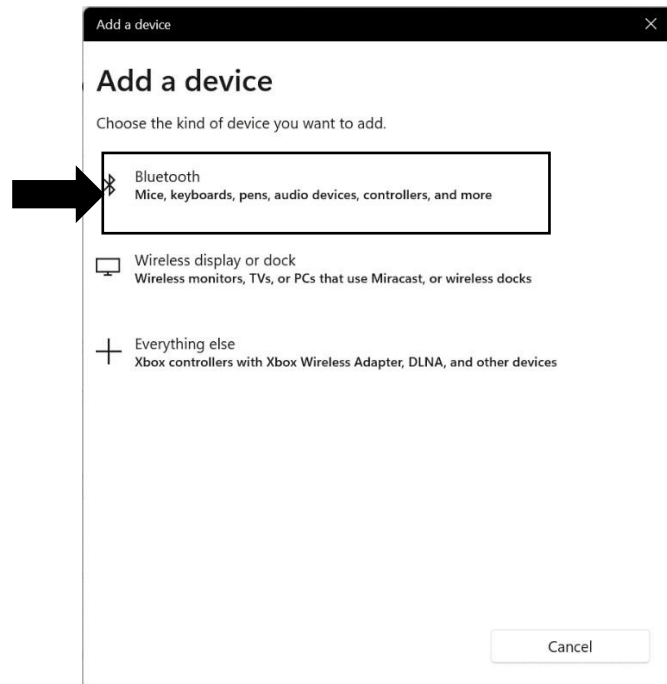 Add a device
Add a device
Choose the kind of device you want to add.
Bluetooth
Mice, keyboards, pens, audio devices, controllers, and more
Wireless display or dock
Wireless monitors, TVs, or PCs that use Miracast, or wireless docks
Everything else
Xbox controllers with Xbox Wireless Adapter, DLNA, and other devices
Cancel